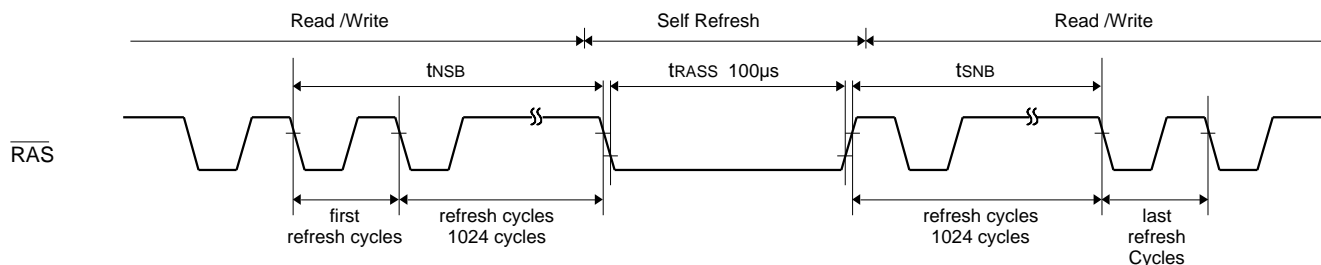 Read /Write
Self Refresh
Read /Write
tNSB
tRASS 100µs
tSNB
RAS
first
refresh cycles
refresh cycles
1024 cycles
refresh cycles
1024 cycles
last
refresh
Cycles